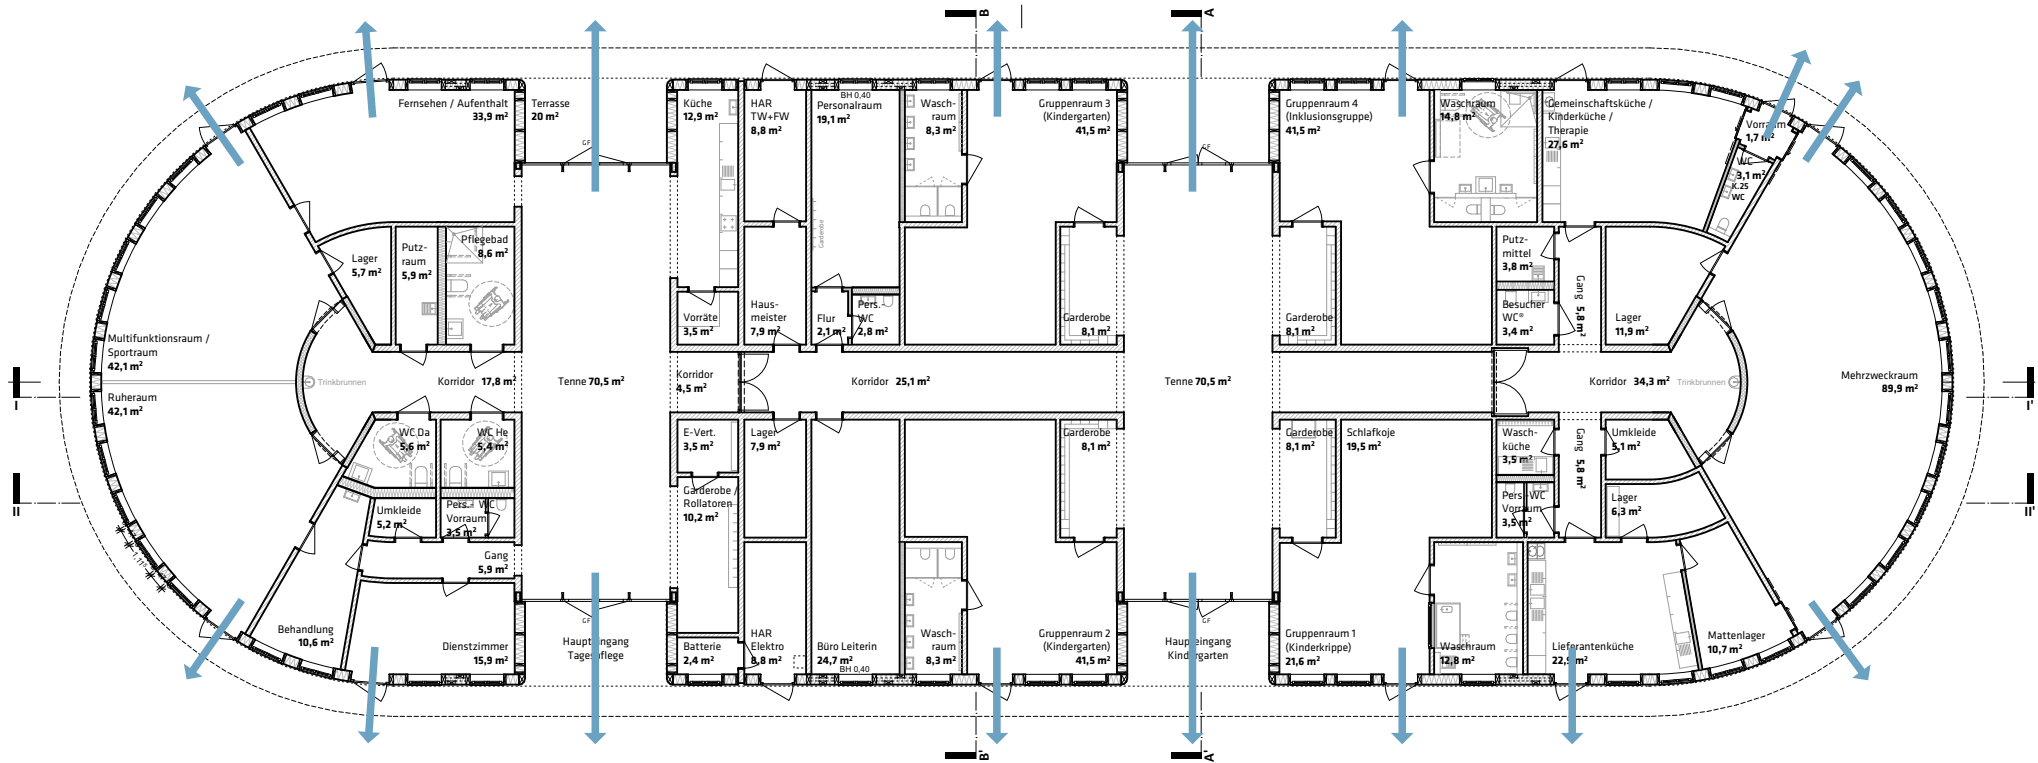 B
A
Fernsehen / Aufenthalt
33,9 m²
Terrasse
20 m²
GF
Küche
12,9 m²
HAR
TW+FW
8,8 m²
BH 0,40
Personalraum
19,1 m²
Garderobe
Wasch-
raum
8,3 m²
Gruppenraum 3
(Kindergarten)
41,5 m²
GF
Gruppenraum 4
(Inklusionsgruppe)
41,5 m²
Waschraum
14,8 m²
Gemeinschaftsküche /
Kinderküche /
Therapie
27,6 m²
Vorraum
1,7 m²
WC
3,1 m²
K.25
WC
Lager
5,7 m²
Putz-
raum
5,9 m²
Pflegebad
8,6 m²
Vorräte
3,5 m²
Haus-
meister
7,9 m²
Flur
2,1 m²
Pers.-
WC
2,8 m²
Garderobe
8,1 m²
Garderobe
8,1 m²
Putz-
mittel
3,8 m²
Besucher
WC
3,4 m²
Gang 5,8 m²
Lager
11,9 m²
Multifunktionsraum /
Sportraum
42,1 m²
Ruheraum
42,1 m²
Trinkbrunnen
Korridor 17,8 m²
Tenne 70,5 m²
Korridor
4,5 m²
Korridor 25,1 m²
Tenne 70,5 m²
Korridor 34,3 m²
Trinkbrunnen
Mehrzweckraum
89,9 m²
I
I'
II
II'
WC Da
5,6 m²
WC He
5,4 m²
E-Vert.
3,5 m²
Lager
7,9 m²
Garderobe
8,1 m²
Garderobe
8,1 m²
Schlafkoje
19,5 m²
Wasch-
küche
3,5 m²
Gang 5,8 m²
Umkleide
5,1 m²
Umkleide
5,2 m²
Pers.- WC
Vorraum
3,5 m²
Garderobe /
Rollatoren
10,2 m²
Pers.-WC
Vorraum
3,5 m²
Lager
6,3 m²
Gang
5,9 m²
Behandlung
10,6 m²
Dienstzimmer
15,9 m²
GF
Haupteingang
Tagespflege
Batterie
2,4 m²
HAR
Elektro
8,8 m²
Büro Leiterin
24,7 m²
BH 0,40
Wasch-
raum
8,3 m²
Gruppenraum 2
(Kindergarten)
41,5 m²
GF
Haupteingang
Kindergarten
Gruppenraum 1
(Kinderkrippe)
21,6 m²
Waschraum
12,8 m²
Lieferantenküche
22,9 m²
Mattenlager
10,7 m²
B'
A'